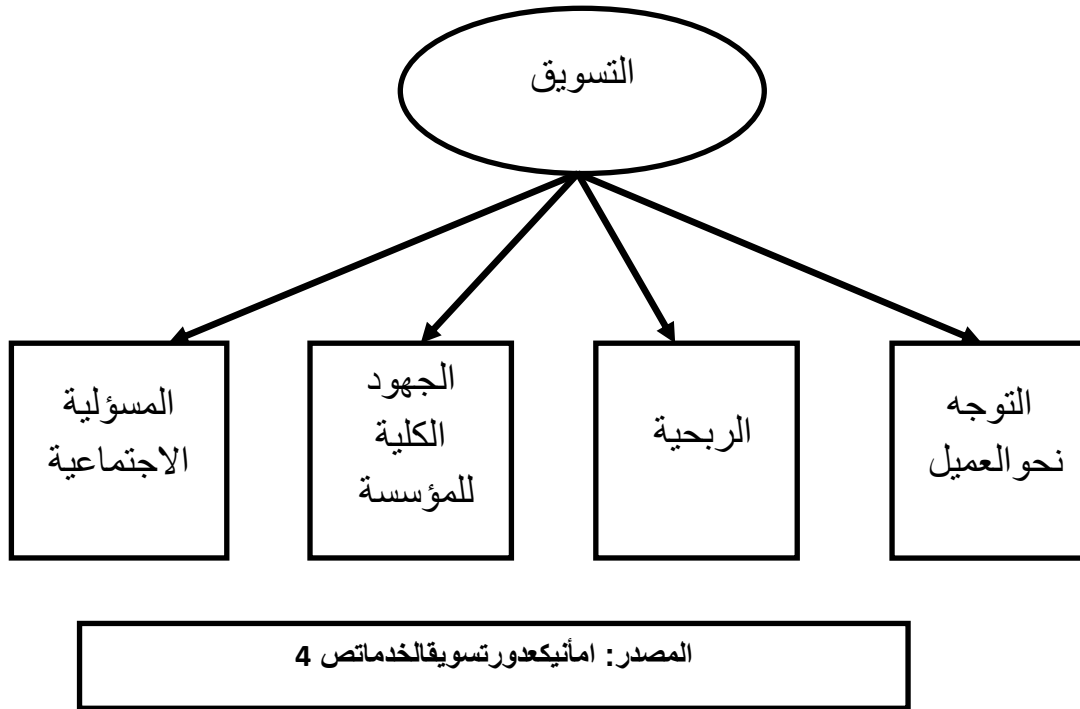 التسويق
التوجه
نحوالعميل
الربحية
الجهود
الكلية
للمؤسسة
المسؤلية
الاجتماعية
المصدر: امأنيكعدورتسويقالخدماتص 4